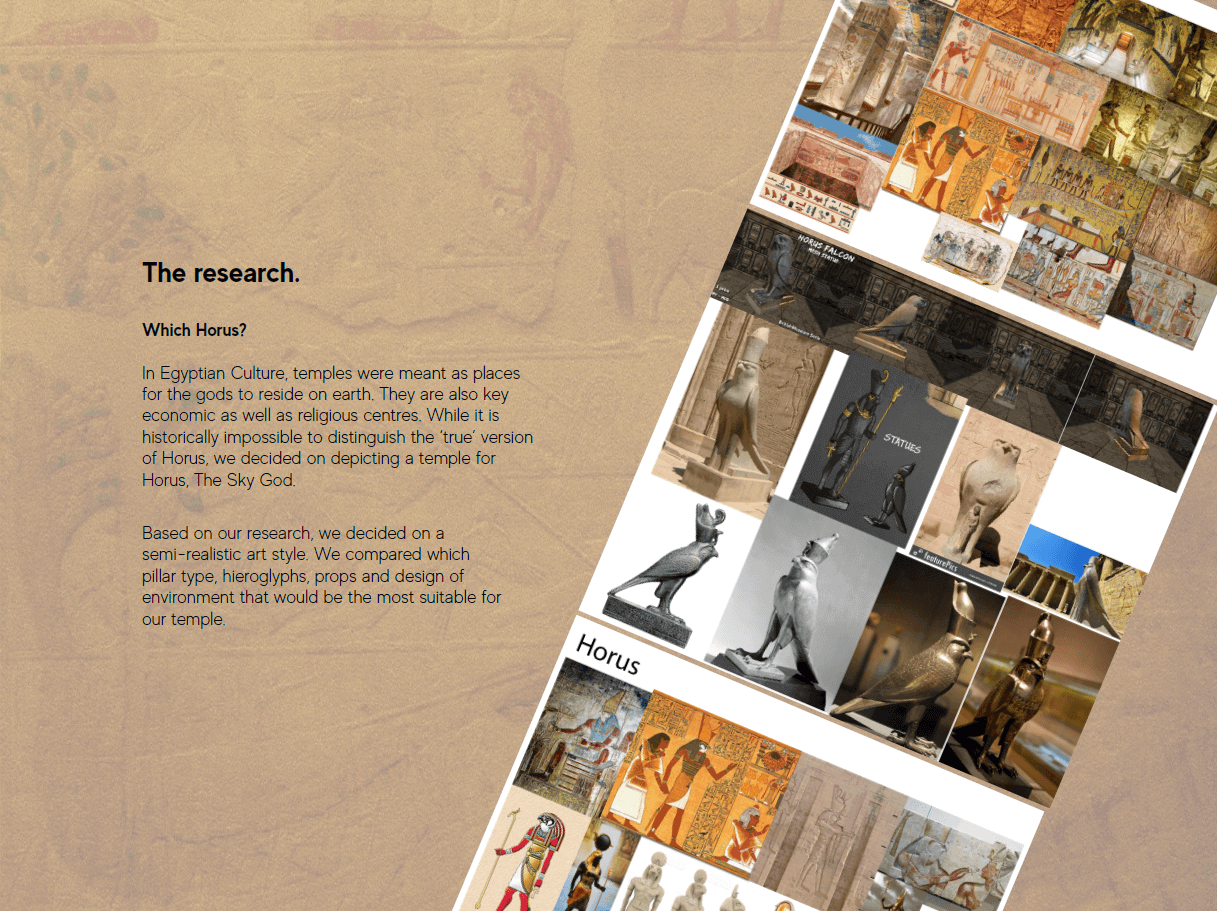 The research.
Which Horus?
In Egyptian Culture, temples were meant as places
for the gods to reside on earth. They are also key
economic as well as religious centres. While it is
historically impossible to distinguish the ‘true’ version
of Horus, we decided on depicting a temple for
Horus, The Sky God.
Based on our research, we decided on a
semi-realistic art style. We compared which
pillar type, hieroglyphs, props and design of
environment that would be the most suitable for
our temple.
HORUS FALCON
STATUES
Horus